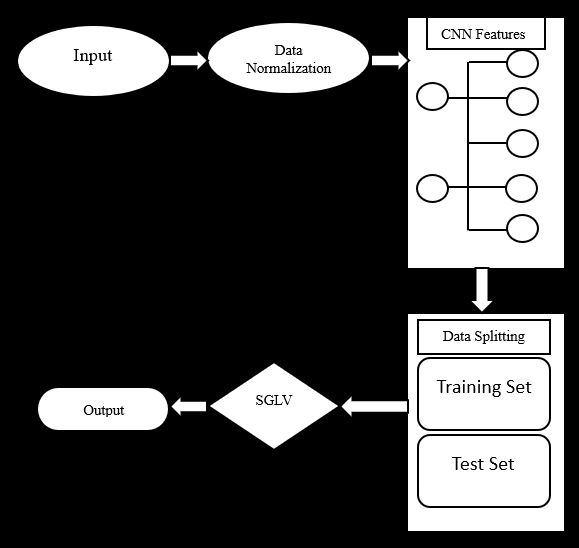 Input
Data
Normalization
CNN Features
Data Splitting
Training Set
Test Set
SGLV
Output